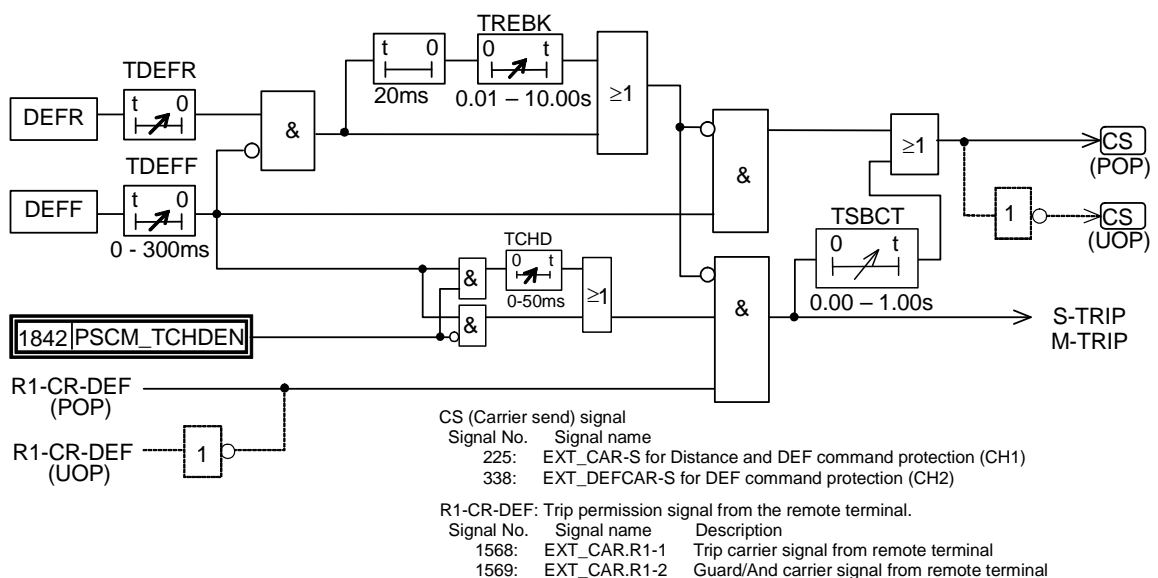 TREBK
t 0
0 t
20ms
0.01 – 10.00s
≥1
TDEFR
DEFR
t 0
&
TDEFF
DEFF
t 0
0 - 300ms
&
≥1
CS
(POP)
1
CS
(UOP)
TCHD
0 t
0-50ms
&
≥1
&
TSBCT
0 t
0.00 – 1.00s
&
S-TRIP
M-TRIP
1842 PSCM_TCHDEN
R1-CR-DEF
(POP)
R1-CR-DEF
(UOP)
1
CS (Carrier send) signal
Signal No. Signal name
225: EXT_CAR-S for Distance and DEF command protection (CH1)
338: EXT_DEFCAR-S for DEF command protection (CH2)
R1-CR-DEF: Trip permission signal from the remote terminal.
Signal No. Signal name Description
1568: EXT_CAR.R1-1 Trip carrier signal from remote terminal
1569: EXT_CAR.R1-2 Guard/And carrier signal from remote terminal